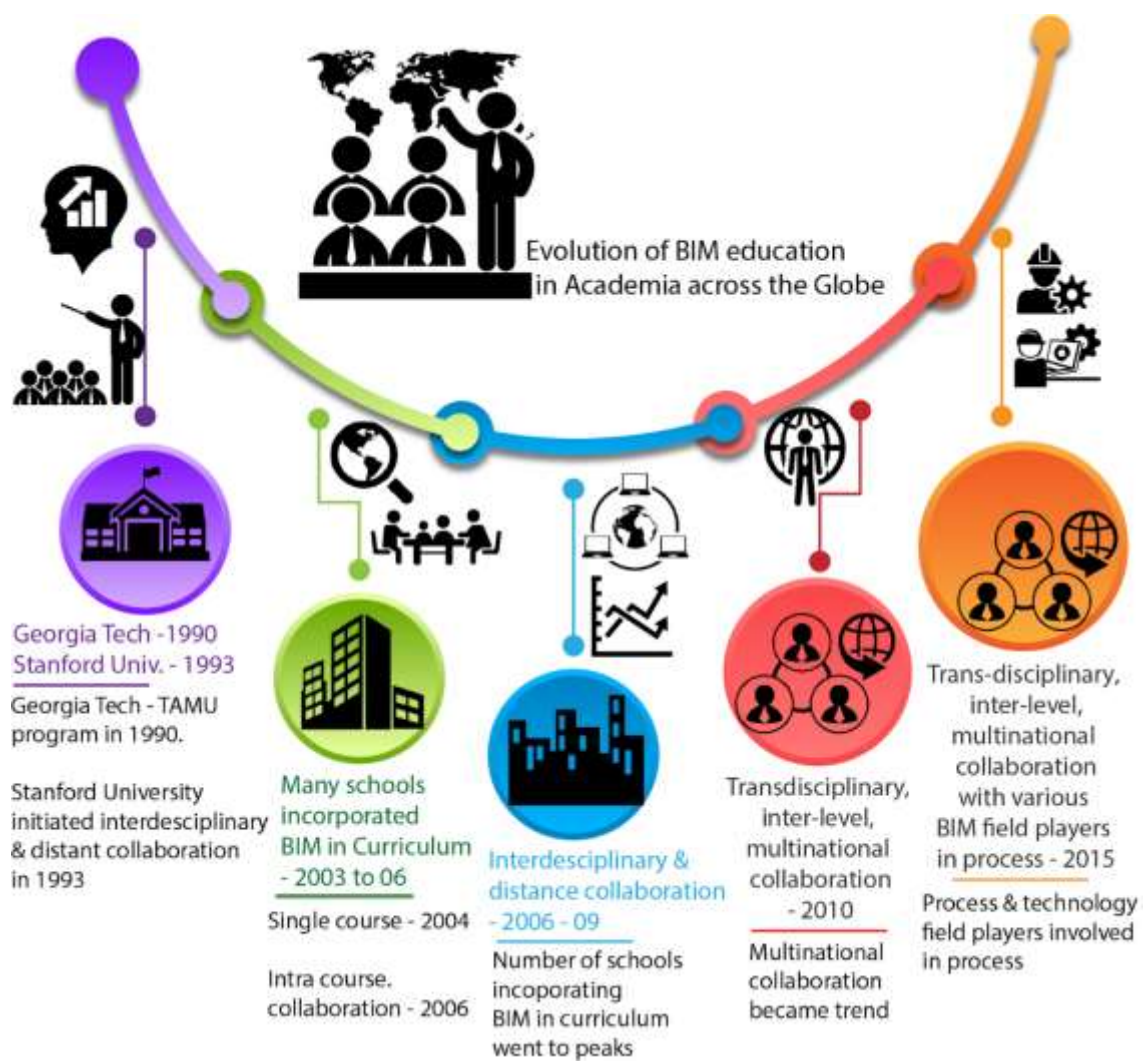 Evolution of BIM education
in Academia across the Globe
Georgia Tech -1990
Stanford Univ. - 1993
Georgia Tech - TAMU
program in 1990.
Stanford University
initiated interdesciplinary
& distant collaboration
in 1993
Many schools
incorporated
BIM in Curriculum
- 2003 to 06
Single course - 2004
Intra course.
collaboration - 2006
Interdesciplinary &
distance collaboration
- 2006 - 09
Number of schools
incoporating
BIM in curriculum
went to peaks
Transdisciplinary,
inter-level,
multinational
collaboration
- 2010
Multinational
collaboration
became trend
Trans-disciplinary,
inter-level,
multinational
collaboration
with various
BIM field players
in process - 2015
Process & technology
field players involved
in process